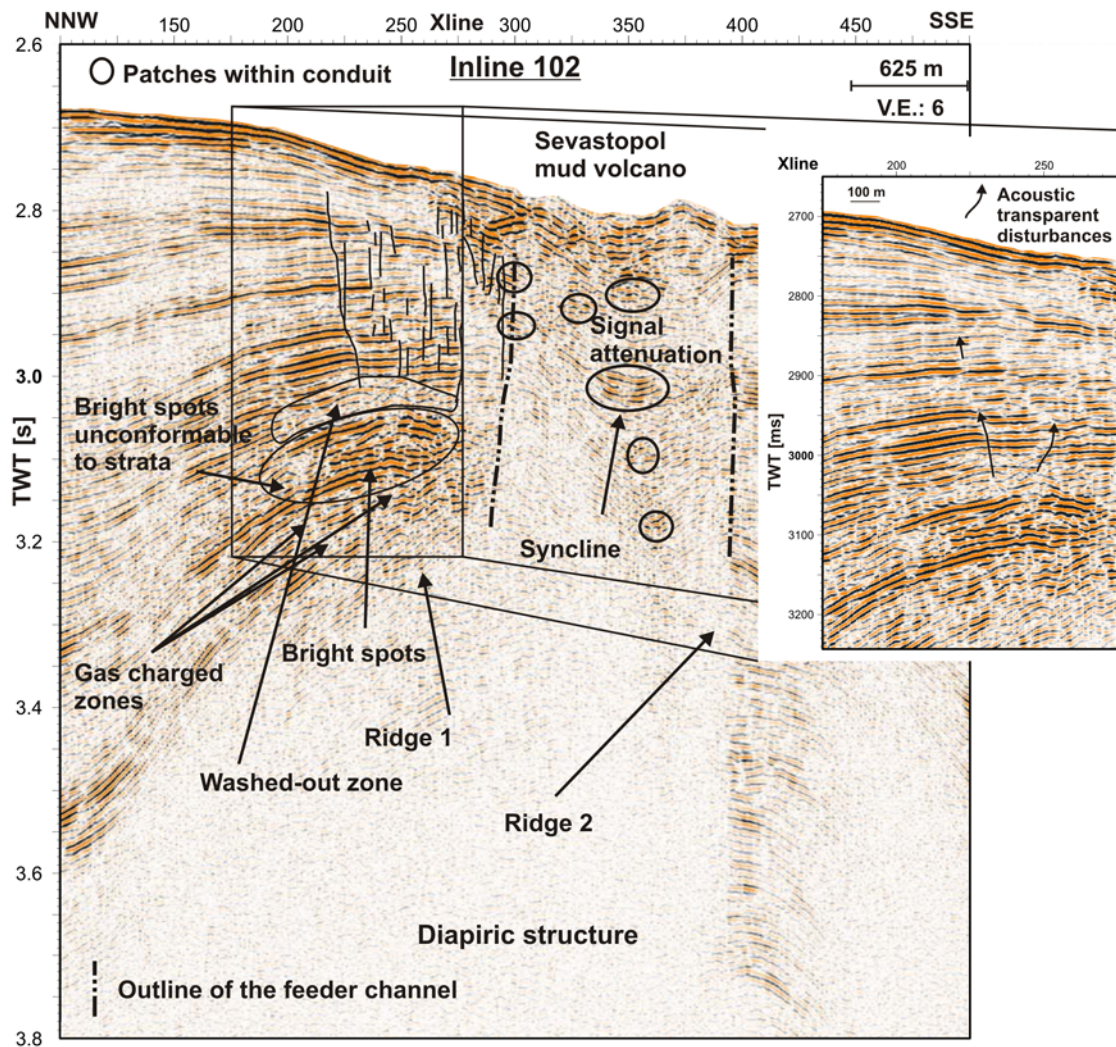 NNW
150
200
250
Xline
300
350
400
450
SSE
2.6
2.8
3.0
3.2
3.4
3.6
3.8
TWT [s]
Patches within conduit
Inline 102
625 m
V.E.: 6
Sevastopol
mud volcano
Signal
attenuation
Bright spots
unconformable
to strata
Syncline
Gas charged
zones
Bright spots
Ridge 1
Washed-out zone
Ridge 2
Diapiric structure
Outline of the feeder channel
Xline
200
250
100 m
Acoustic
transparent
disturbances
2700
2800
2900
3000
3100
3200
TWT [ms]